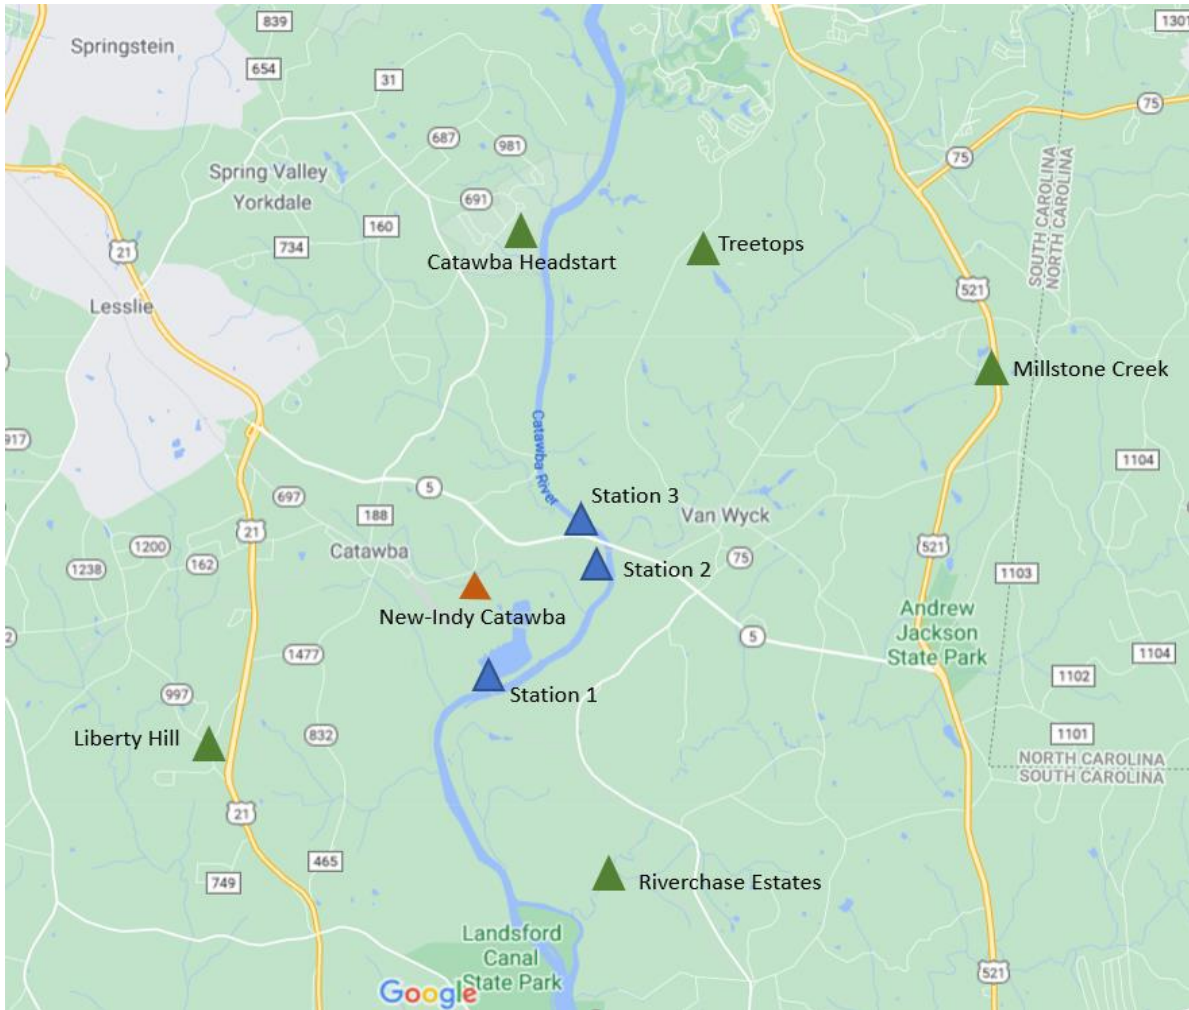 839
1301
Springstein
654
31
75
687
981
75
Spring Valley
Yorkdale
691
160
SOUTH CAROLINA
NORTH CAROLINA
21
734
Catawba Headstart
Treetops
521
Lesslie
Millstone Creek
Catawba River
917
1104
5
697
Station 3
188
Van Wyck
21
1200
Catawba
162
1238
Station 2
75
521
1103
New-Indy Catawba
Andrew
Jackson
State Park
2
5
1477
1104
1102
997
Station 1
Liberty Hill
832
1101
NORTH CAROLINA
SOUTH CAROLINA
21
465
749
Riverchase Estates
Landsford
Canal
State Park
521
Google